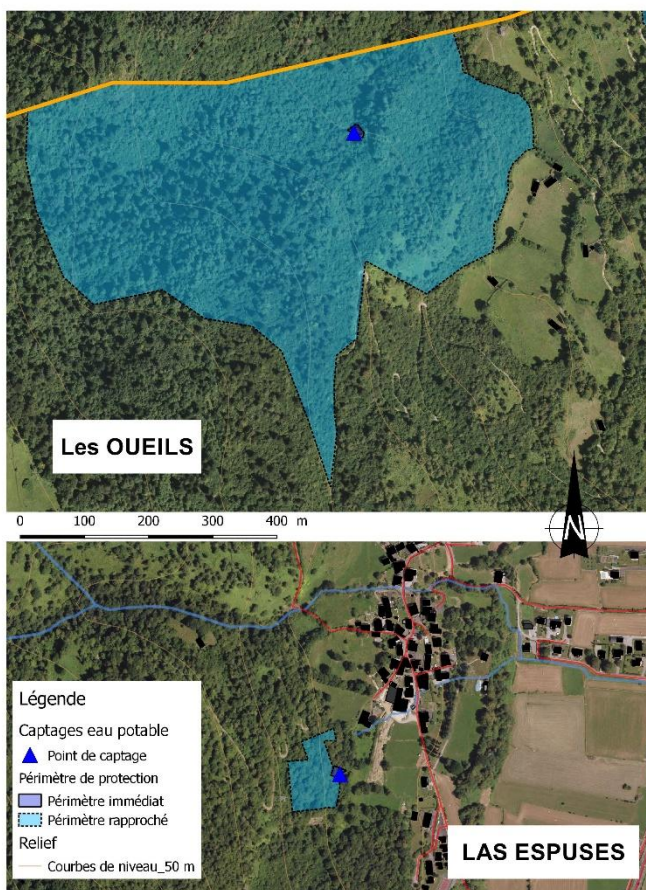 Les OUEILS
0 100 200 300 400 m
N
Légende
Captages eau potable
Point de captage
Périmètre de protection
Périmètre immédiat
Périmètre rapproché
Relief
Courbes de niveau_50 m
LAS ESPUSES